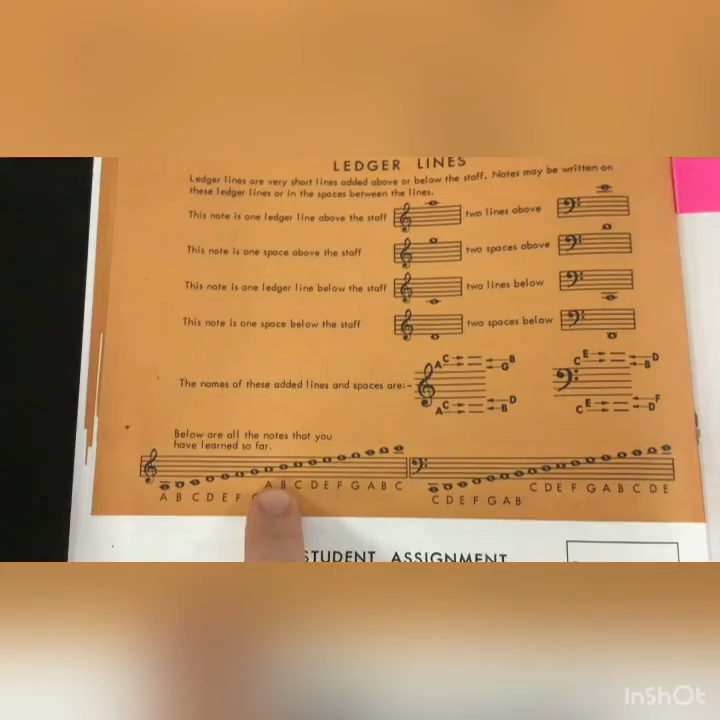 LEDGER LINES
Ledger lines are very short lines added above or below the staff. Notes may be written on
these ledger lines or in the spaces between the lines.
This note is one ledger line above the staff two lines above
This note is one space above the staff two spaces above
This note is one ledger line below the staff two lines below
This note is one space below the staff two spaces below
A C B G C E D B
The names of these added lines and spaces are:-
A C D B C E F D
Below are all the notes that you
have learned so far.
A B C D E F G A B C D E F G A B C C D E F G A B C D E F G A B C D E
STUDENT ASSIGNMENT
InShOt